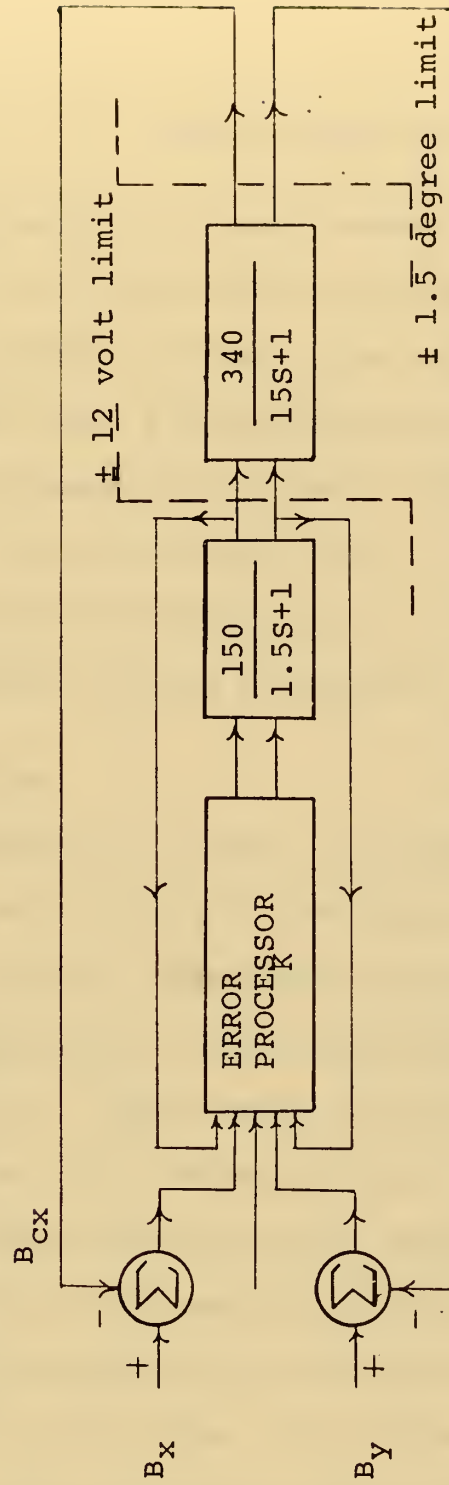 B_cx
± 12 volt limit
B_x
+
-
Σ
ERROR
PROCESSOR
K
150
1.5S+1
340
15S+1
B_y
+
-
Σ
± 1.5 degree limit